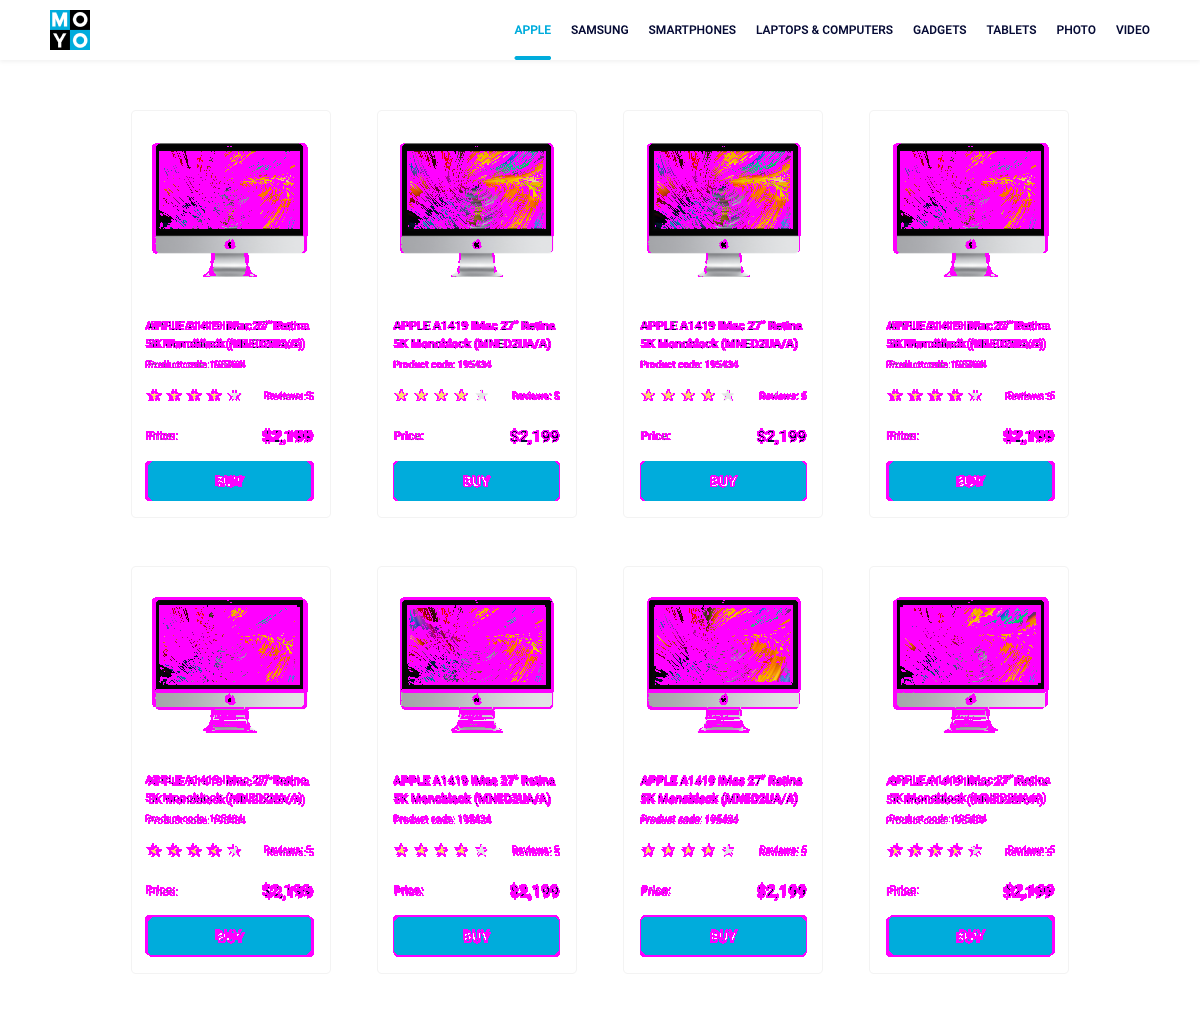 MO
YO
APPLE SAMSUNG SMARTPHONES LAPTOPS & COMPUTERS GADGETS TABLETS PHOTO VIDEO
APPLE A1419 iMac 27" Retina
5K Monoblock (MNED2UA/A)
Product code: 195434
Reviews: 5
Price: $2,199
BUY
APPLE A1419 iMac 27" Retina
5K Monoblock (MNED2UA/A)
Product code: 195434
Reviews: 5
Price: $2,199
BUY
APPLE A1419 iMac 27" Retina
5K Monoblock (MNED2UA/A)
Product code: 195434
Reviews: 5
Price: $2,199
BUY
APPLE A1419 iMac 27" Retina
5K Monoblock (MNED2UA/A)
Product code: 195434
Reviews: 5
Price: $2,199
BUY
APPLE A1419 iMac 27" Retina
5K Monoblock (MNED2UA/A)
Product code: 195434
Reviews: 5
Price: $2,199
BUY
APPLE A1419 iMac 27" Retina
5K Monoblock (MNED2UA/A)
Product code: 195434
Reviews: 5
Price: $2,199
BUY
APPLE A1419 iMac 27" Retina
5K Monoblock (MNED2UA/A)
Product code: 195434
Reviews: 5
Price: $2,199
BUY
APPLE A1419 iMac 27" Retina
5K Monoblock (MNED2UA/A)
Product code: 195434
Reviews: 5
Price: $2,199
BUY